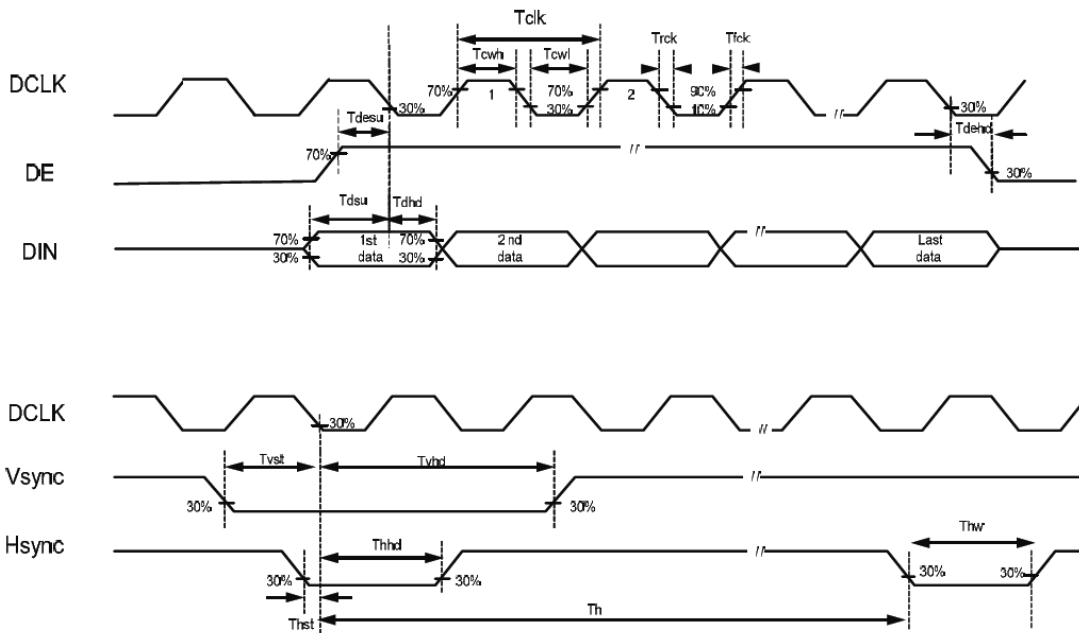 Tclk
Tcwh Tcwl Trck Tfck
DCLK 70% 1 70% 2 90%
30% 30% 10% // 30%
Tdesu Tdehd
DE 70% // 30%
Tdsu Tdhd
DIN 70% 1st 70% 2nd // Last
30% data 30% data data
DCLK 30% //
Tvst Tvhd
Vsync 30% 30% //
Hsync Thhd // Thw
30% 30% 30% 30%
Thst Th